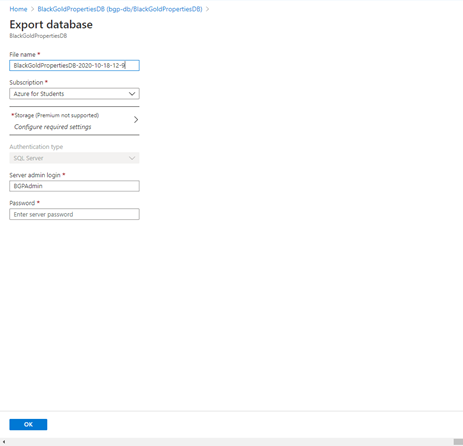 Home > BlackGoldPropertiesDB (bgp-db/BlackGoldPropertiesDB) >
Export database
BlackGoldPropertiesDB
File name *
BlackGoldPropertiesDB-2020-10-18-12-9
Subscription *
Azure for Students
*Storage (Premium not supported)
Configure required settings
Authentication type
SQL Server
Server admin login *
BGPAdmin
Password *
Enter server password
OK